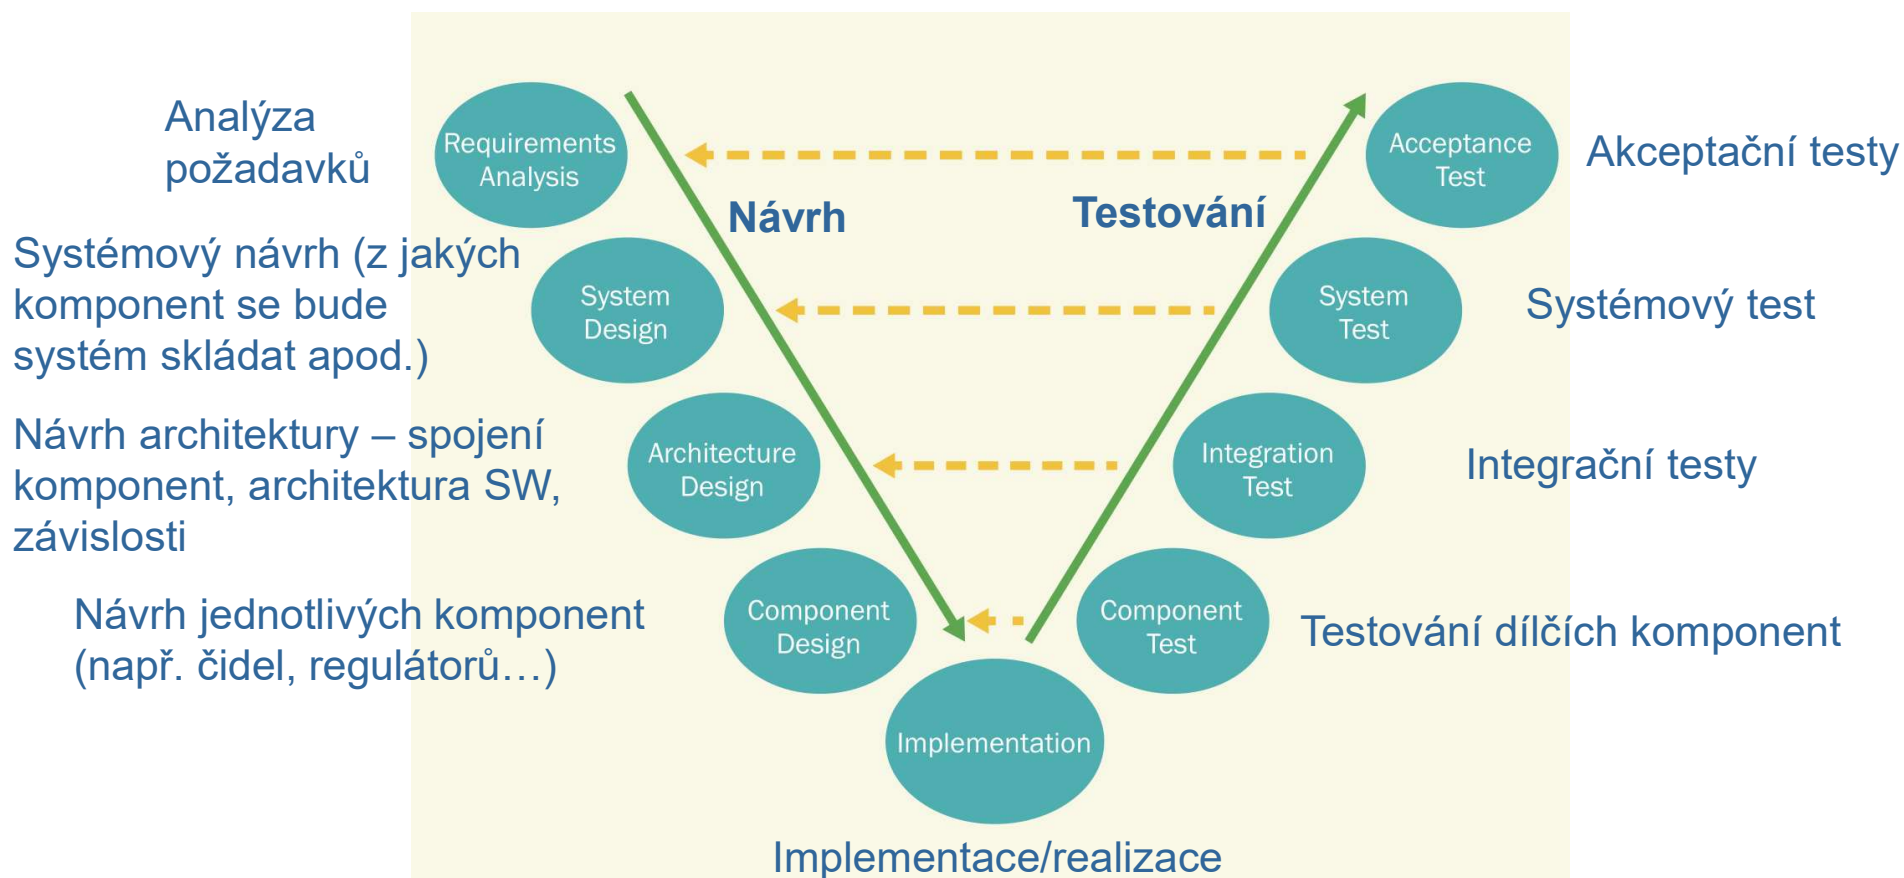 Analýza
požadavků
Requirements
Analysis
Acceptance
Test
Akceptační testy
Návrh
Testování
Systémový návrh (z jakých
komponent se bude
systém skládat apod.)
System
Design
System
Test
Systémový test
Návrh architektury – spojení
komponent, architektura SW,
závislosti
Architecture
Design
Integration
Test
Integrační testy
Návrh jednotlivých komponent
(např. čidel, regulátorů…)
Component
Design
Component
Test
Testování dílčích komponent
Implementation
Implementace/realizace